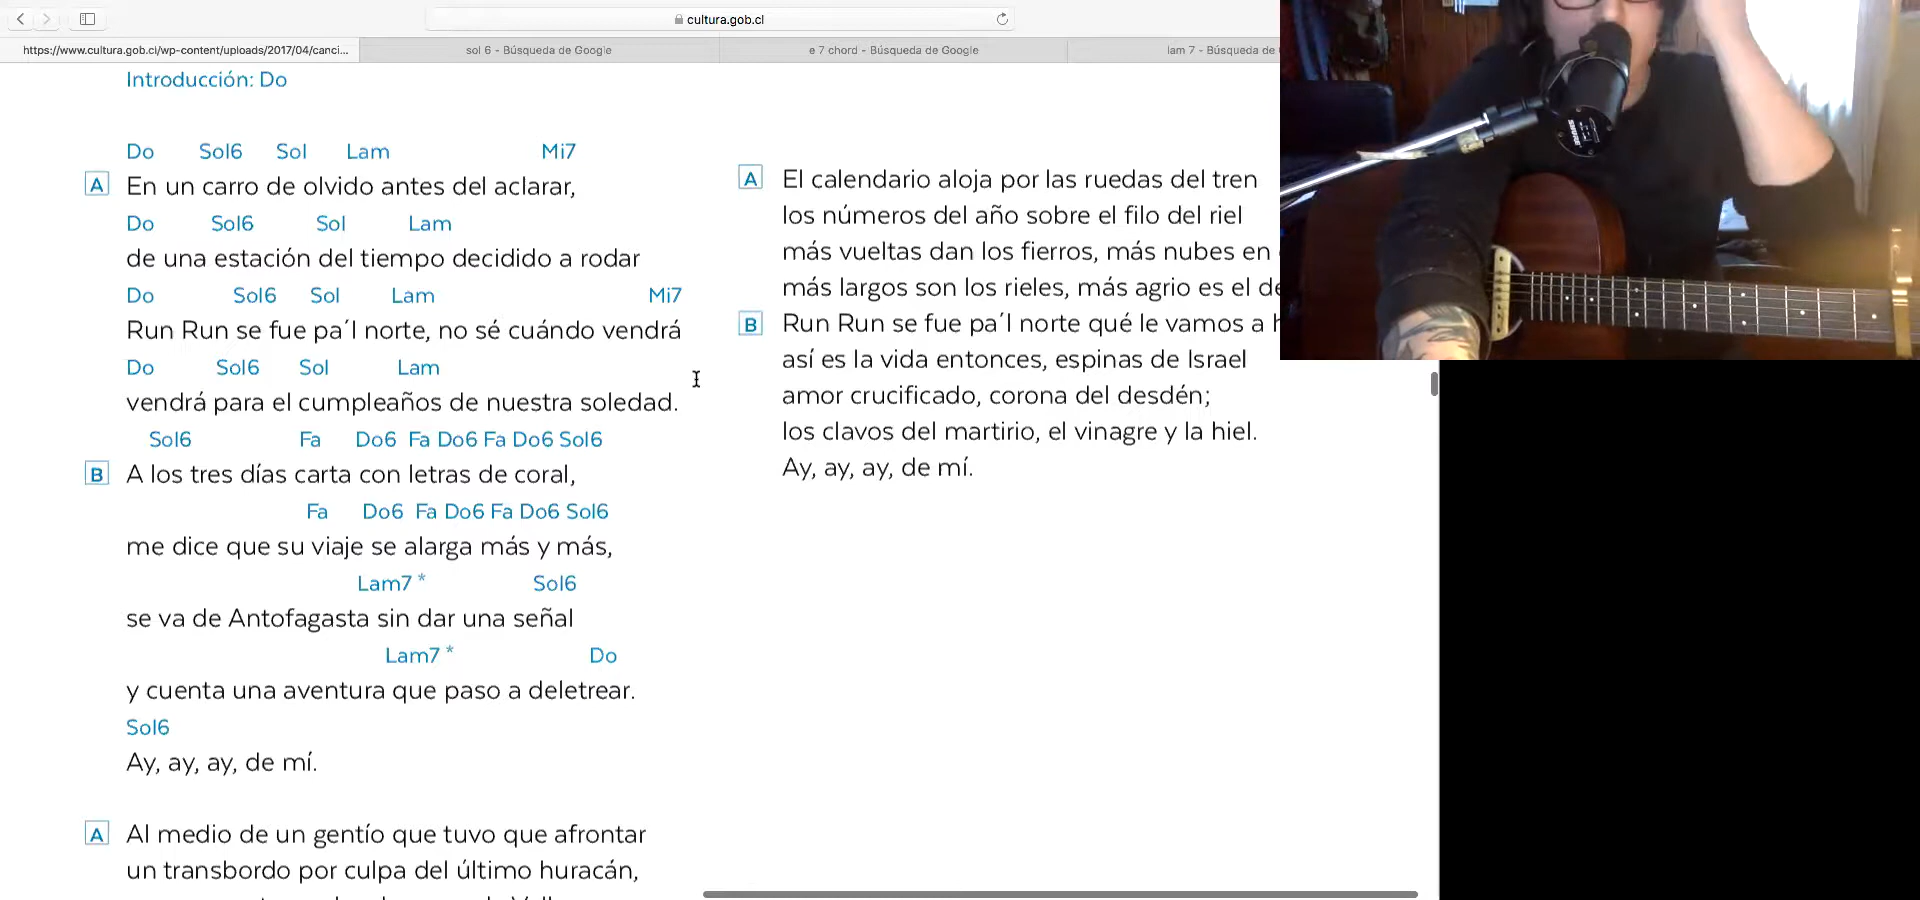 cultura.gob.cl
https://www.cultura.gob.cl/wp-content/uploads/2017/04/canci...
sol 6 - Búsqueda de Google
e 7 chord - Búsqueda de Google
lam 7 - Búsqueda de
Introducción: Do
Do Sol6 Sol Lam Mi7
A En un carro de olvido antes del aclarar,
Do Sol6 Sol Lam
de una estación del tiempo decidido a rodar
Do Sol6 Sol Lam Mi7
Run Run se fue pa´l norte, no sé cuándo vendrá
Do Sol6 Sol Lam
vendrá para el cumpleaños de nuestra soledad.
Sol6 Fa Do6 Fa Do6 Fa Do6 Sol6
B A los tres días carta con letras de coral,
Fa Do6 Fa Do6 Fa Do6 Sol6
me dice que su viaje se alarga más y más,
Lam7 * Sol6
se va de Antofagasta sin dar una señal
Lam7 * Do
y cuenta una aventura que paso a deletrear.
Sol6
Ay, ay, ay, de mí.
A Al medio de un gentío que tuvo que afrontar
un transbordo por culpa del último huracán,
A El calendario aloja por las ruedas del tren
los números del año sobre el filo del riel
más vueltas dan los fierros, más nubes en
más largos son los rieles, más agrio es el
B Run Run se fue pa´l norte qué le vamos a
así es la vida entonces, espinas de Israel
amor crucificado, corona del desdén;
los clavos del martirio, el vinagre y la hiel.
Ay, ay, ay, de mí.